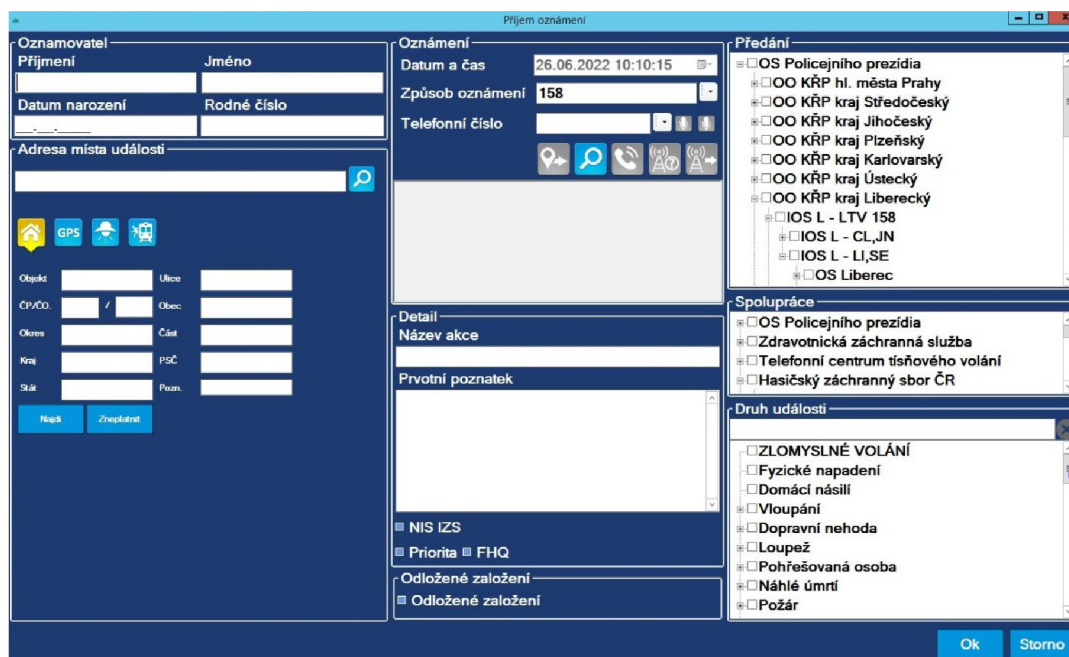 Příjem oznámení
Oznamovatel
Příjmení Jméno
Datum narození Rodné číslo
__.__.____
Adresa místa události
GPS
Objekt Ulice
ČP/ČO. / Obec
Okres Část
Kraj PSČ
Stát Pozn.
Najdi Zneplatnit
Oznámení
Datum a čas 26.06.2022 10:10:15
Způsob oznámení 158
Telefonní číslo
Detail
Název akce
Prvotní poznatek
NIS IZS
Priorita FHQ
Odložené založení
Odložené založení
Předání
OS Policejního prezídia
OO KŘP hl. města Prahy
OO KŘP kraj Středočeský
OO KŘP kraj Jihočeský
OO KŘP kraj Plzeňský
OO KŘP kraj Karlovarský
OO KŘP kraj Ústecký
OO KŘP kraj Liberecký
IOS L - LTV 158
IOS L - CL,JN
IOS L - LI,SE
OS Liberec
Spolupráce
OS Policejního prezídia
Zdravotnická záchranná služba
Telefonní centrum tísňového volání
Hasičský záchranný sbor ČR
Druh události
ZLOMYSLNÉ VOLÁNÍ
Fyzické napadení
Domácí násilí
Vloupání
Dopravní nehoda
Loupež
Pohřešovaná osoba
Náhlé úmrtí
Požár
Ok Storno